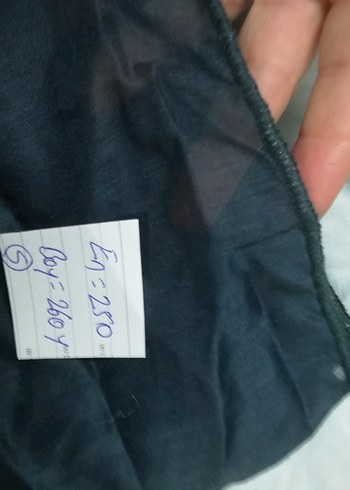 En = 250
Boy = 260 y
5